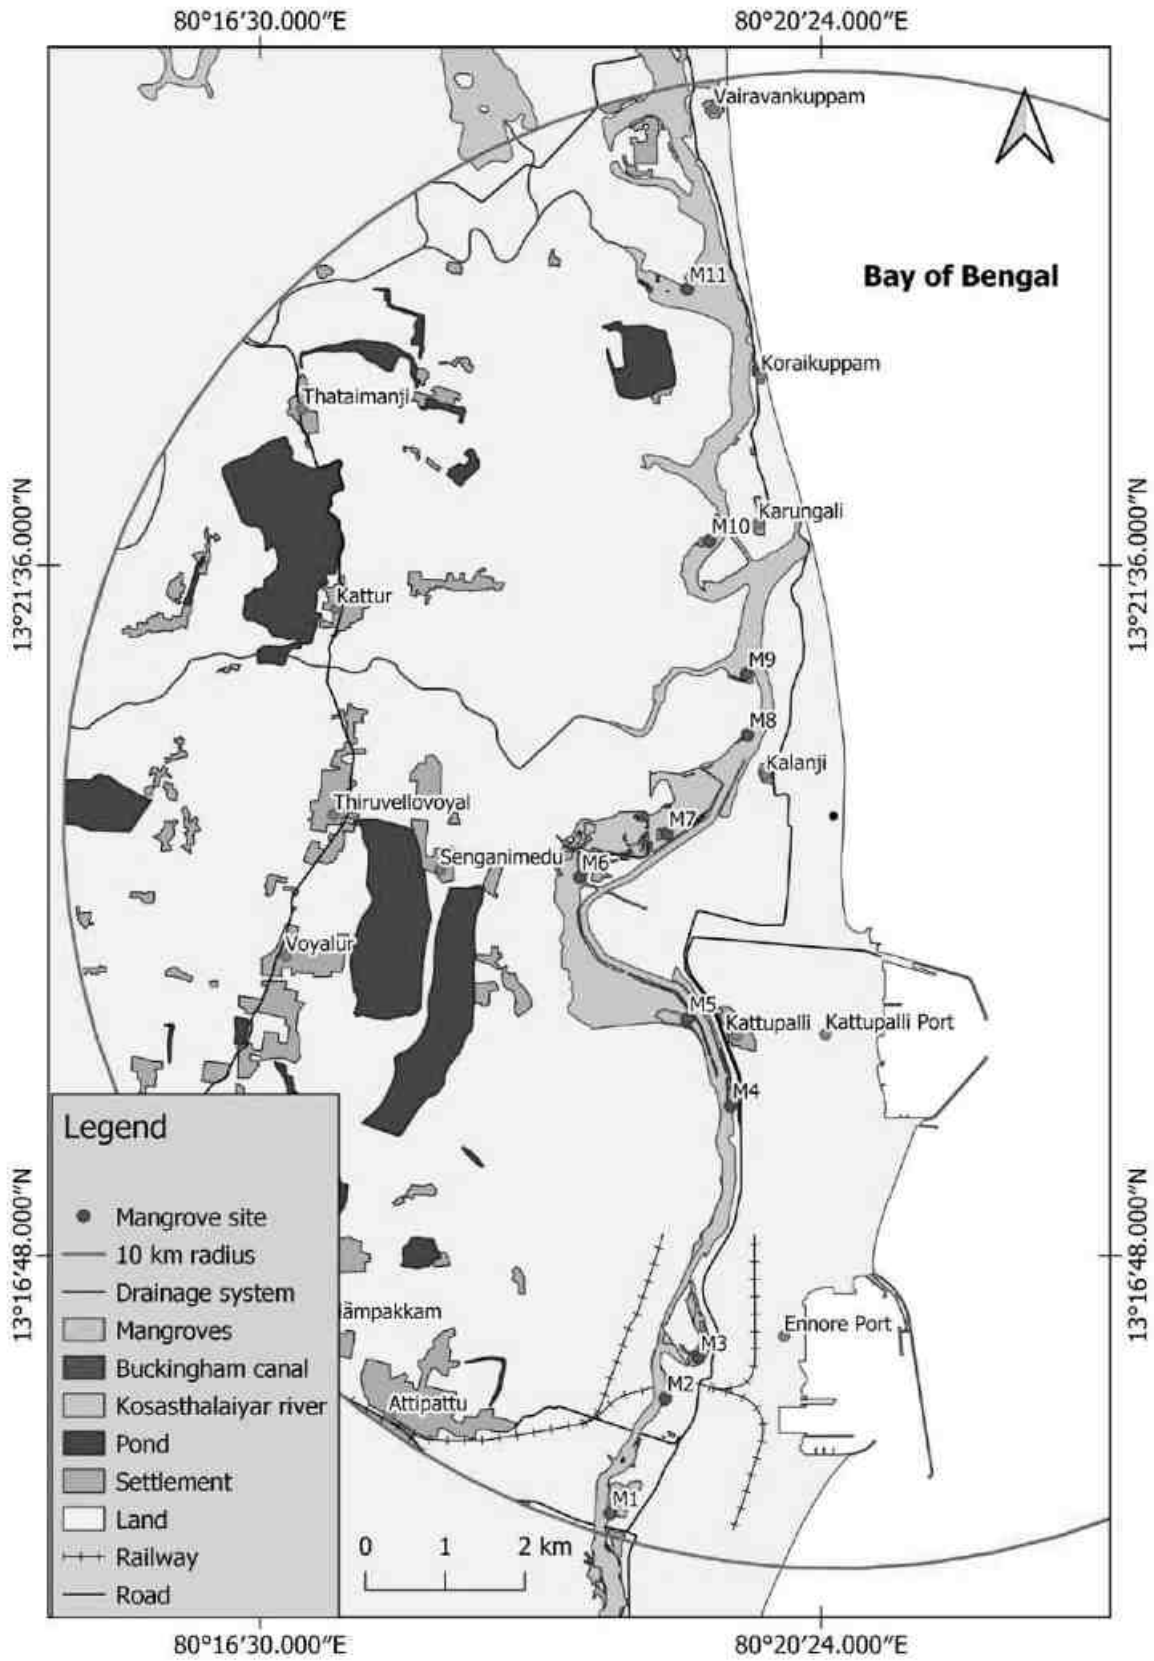 80°16'30.000"E
80°20'24.000"E
Vairavankuppam
Bay of Bengal
M11
Koraikuppam
Thataimanji
13°21'36.000"N
13°21'36.000"N
Karungali
M10
Kattur
M9
M8
Kalanji
Thiruvellovoyal
M7
Senganimedu
M6
Voyalur
M5
Kattupalli
Kattupalli Port
M4
13°16'48.000"N
13°16'48.000"N
Legend
Mangrove site
10 km radius
Drainage system
Mangroves
Buckingham canal
Kosasthalaiyar river
Pond
Settlement
Land
Railway
Road
Ennore Port
M3
M2
Attipattu
M1
0 1 2 km
80°16'30.000"E
80°20'24.000"E